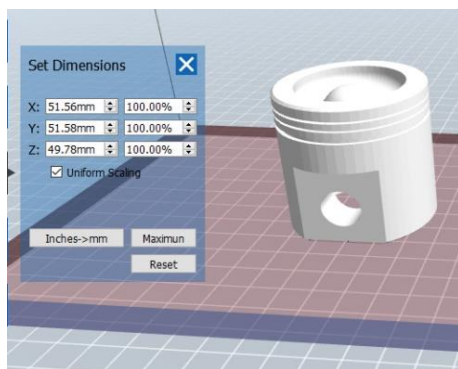 Set Dimensions
X: 51.56mm 100.00%
Y: 51.58mm 100.00%
Z: 49.78mm 100.00%
Uniform Scaling
Inches->mm Maximun
Reset